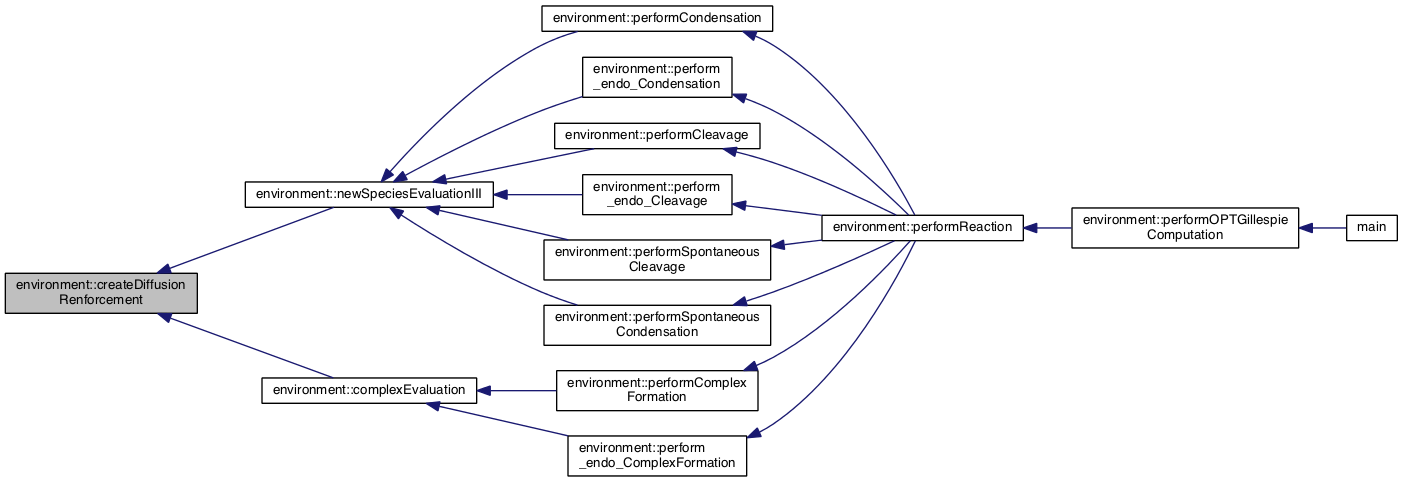 environment::performCondensation
environment::perform
_endo_Condensation
environment::performCleavage
environment::newSpeciesEvaluationIII
environment::perform
_endo_Cleavage
environment::performReaction
environment::performOPTGillespie
Computation
main
environment::performSpontaneous
Cleavage
environment::createDiffusion
Renforcement
environment::performSpontaneous
Condensation
environment::complexEvaluation
environment::performComplex
Formation
environment::perform
_endo_ComplexFormation